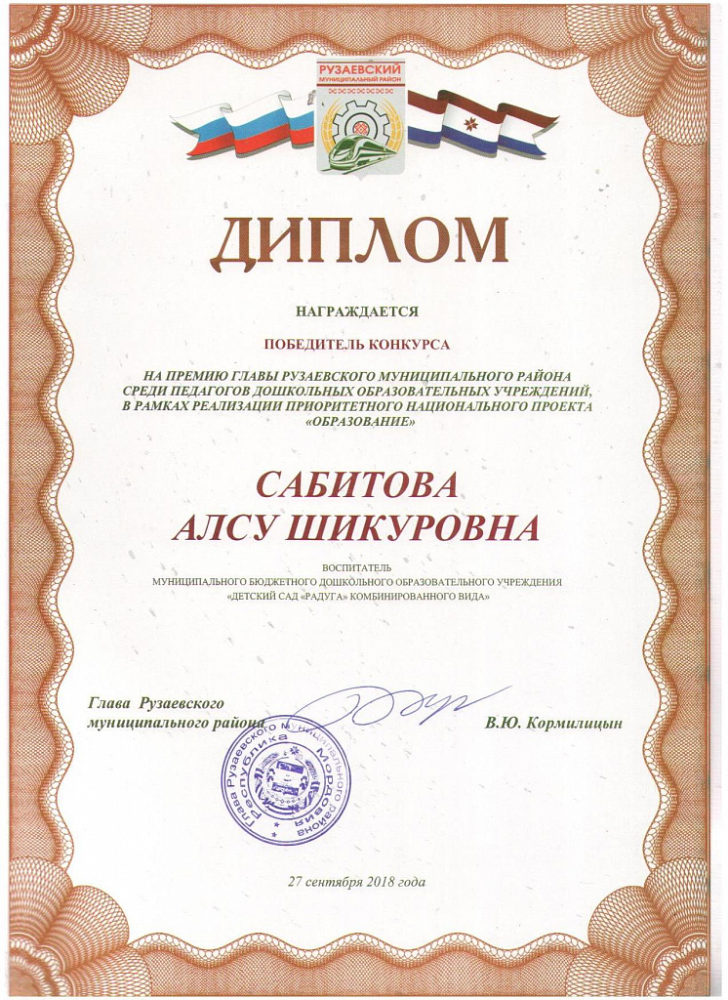 РУЗАЕВСКИЙ
МУНИЦИПАЛЬНЫЙ РАЙОН
ДИПЛОМ
НАГРАЖДАЕТСЯ
ПОБЕДИТЕЛЬ КОНКУРСА
НА ПРЕМИЮ ГЛАВЫ РУЗАЕВСКОГО МУНИЦИПАЛЬНОГО РАЙОНА
СРЕДИ ПЕДАГОГОВ ДОШКОЛЬНЫХ ОБРАЗОВАТЕЛЬНЫХ УЧРЕЖДЕНИЙ,
В РАМКАХ РЕАЛИЗАЦИИ ПРИОРИТЕТНОГО НАЦИОНАЛЬНОГО ПРОЕКТА
«ОБРАЗОВАНИЕ»
САБИТОВА
АЛСУ ШИКУРОВНА
ВОСПИТАТЕЛЬ
МУНИЦИПАЛЬНОГО БЮДЖЕТНОГО ДОШКОЛЬНОГО ОБРАЗОВАТЕЛЬНОГО УЧРЕЖДЕНИЯ
«ДЕТСКИЙ САД «РАДУГА» КОМБИНИРОВАННОГО ВИДА»
Глава Рузаевского
муниципального района
В.Ю. Кормилицын
Глава Рузаевского муниципального района
Республика Мордовия
27 сентября 2018 года